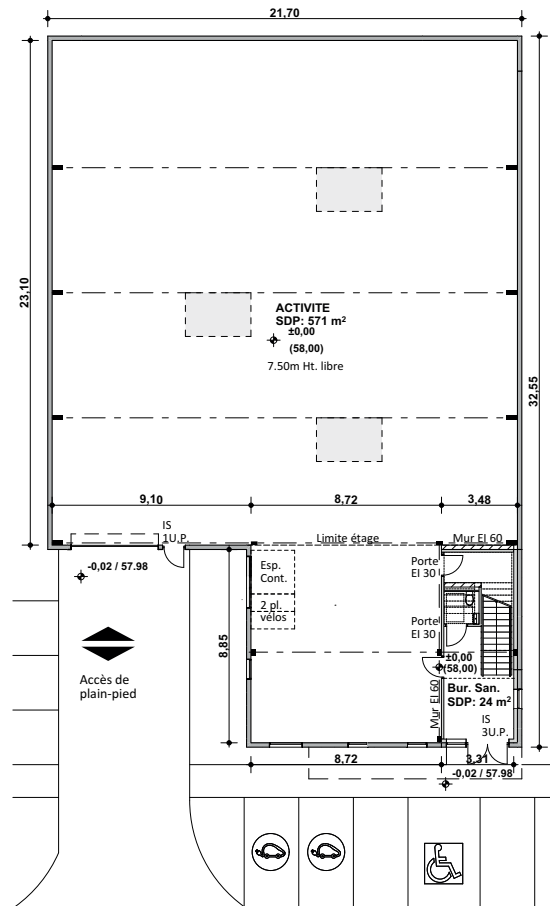 21,70
23,10
32,55
ACTIVITE
SDP: 571 m²
±0,00
(58,00)
7.50m Ht. libre
9,10
8,72
3,48
IS
1U.P.
Limite étage
Mur EI 60
-0,02 / 57.98
Esp.
Cont.
2 pl.
vélos
Porte
EI 30
Porte
EI 30
8,85
±0,00
(58,00)
Accès de
plain-pied
Bur. San.
SDP: 24 m²
Mur EI 60
IS
3U.P.
8,72
3,31
-0,02 / 57.98